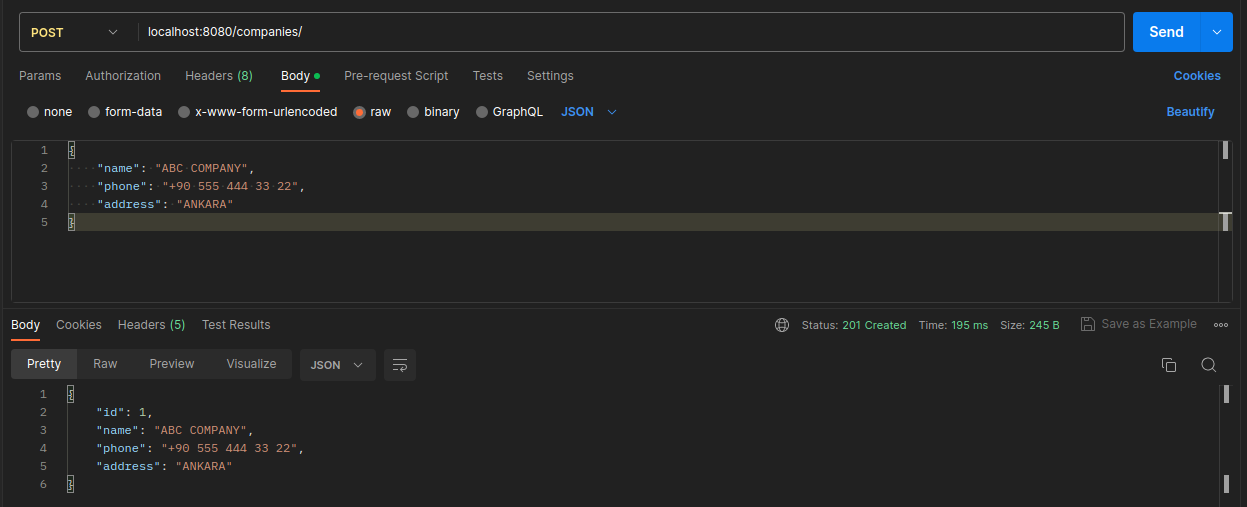 POST localhost:8080/companies/ Send
Params Authorization Headers (8) Body Pre-request Script Tests Settings Cookies
none form-data x-www-form-urlencoded raw binary GraphQL JSON Beautify
1 {
2 "name": "ABC COMPANY",
3 "phone": "+90 555 444 33 22",
4 "address": "ANKARA"
5 }
Body Cookies Headers (5) Test Results Status: 201 Created Time: 195 ms Size: 245 B Save as Example
Pretty Raw Preview Visualize JSON
1 {
2 "id": 1,
3 "name": "ABC COMPANY",
4 "phone": "+90 555 444 33 22",
5 "address": "ANKARA"
6 }